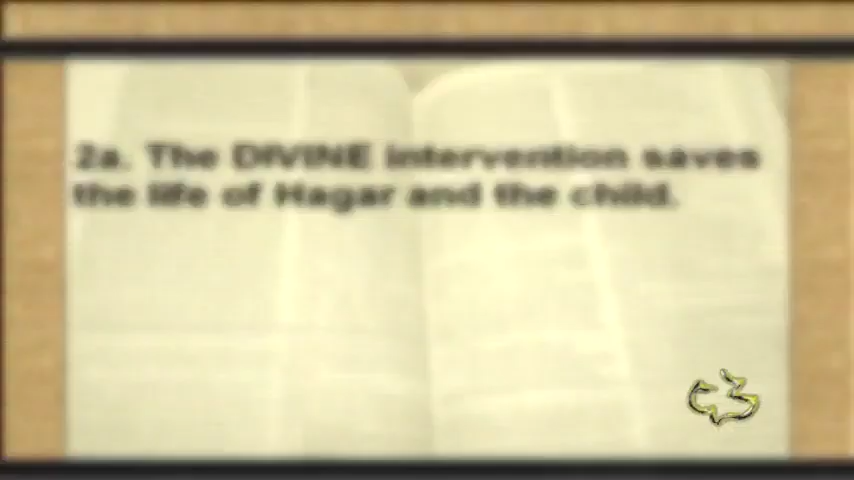 2a. The DIVINE intervention saves
the life of Hagar and the child.